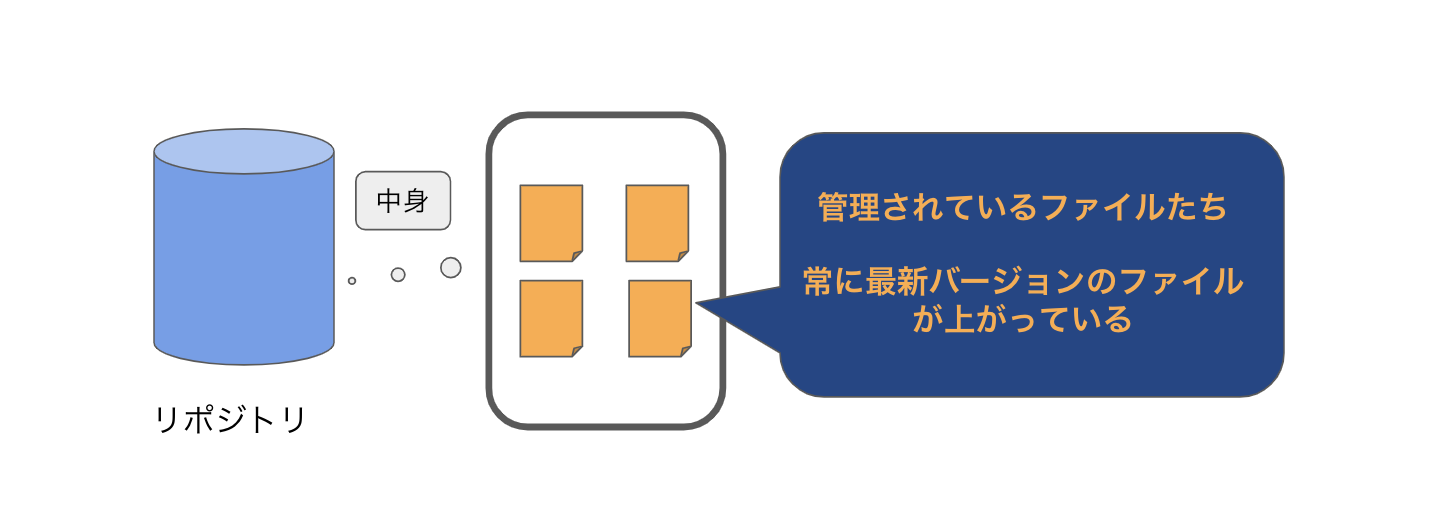 中身
リポジトリ
管理されているファイルたち
常に最新バージョンのファイル
が上がっている